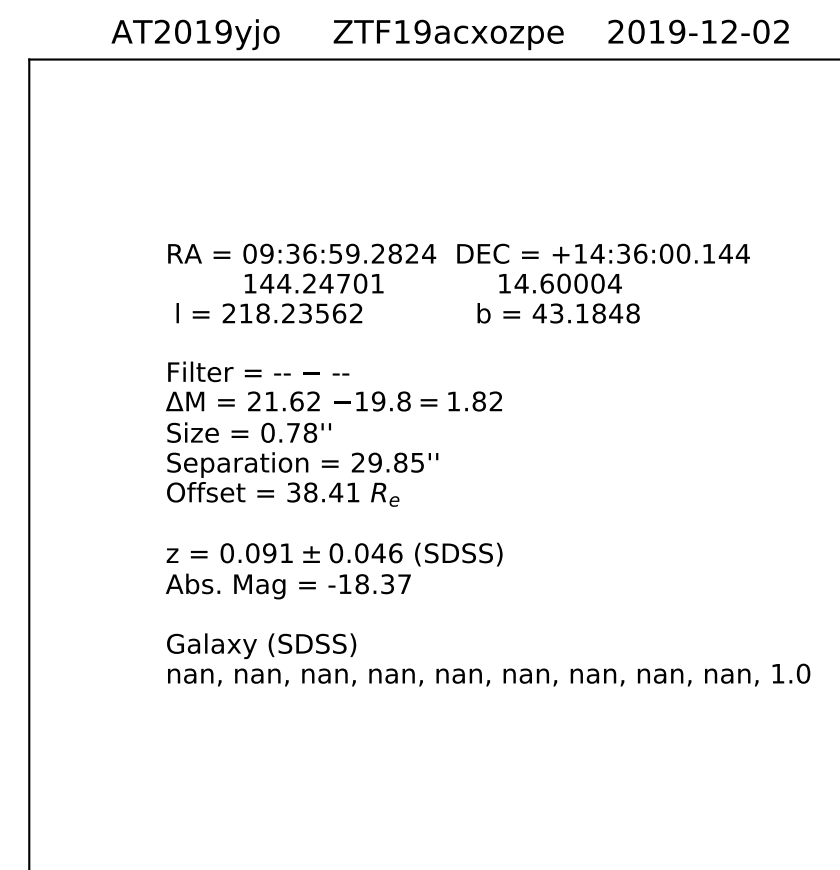 AT2019yjo ZTF19acxozpe 2019-12-02
RA = 09:36:59.2824 DEC = +14:36:00.144
144.24701 14.60004
l = 218.23562 b = 43.1848
Filter = -- − --
ΔM = 21.62 −19.8 = 1.82
Size = 0.78''
Separation = 29.85''
Offset = 38.41 Rₑ
z = 0.091 ± 0.046 (SDSS)
Abs. Mag = -18.37
Galaxy (SDSS)
nan, nan, nan, nan, nan, nan, nan, nan, nan, 1.0